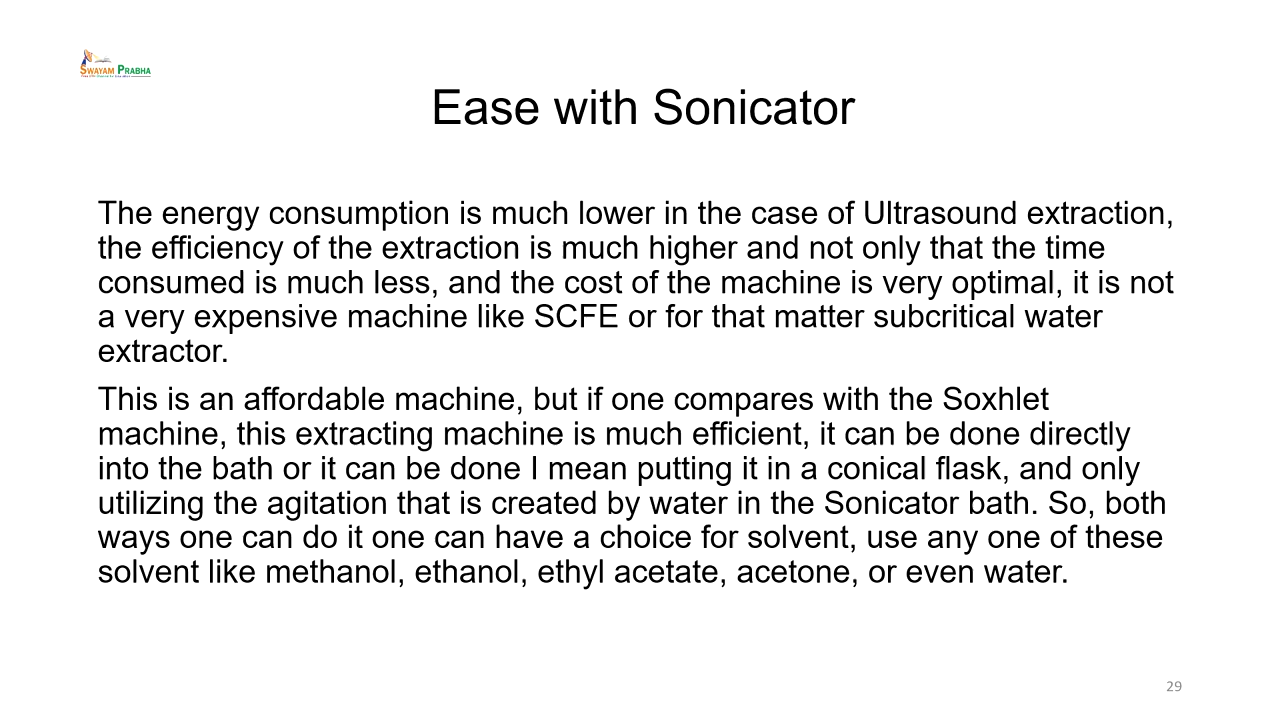 SWAYAM PRABHA
Ease with Sonicator
The energy consumption is much lower in the case of Ultrasound extraction,
the efficiency of the extraction is much higher and not only that the time
consumed is much less, and the cost of the machine is very optimal, it is not
a very expensive machine like SCFE or for that matter subcritical water
extractor.
This is an affordable machine, but if one compares with the Soxhlet
machine, this extracting machine is much efficient, it can be done directly
into the bath or it can be done I mean putting it in a conical flask, and only
utilizing the agitation that is created by water in the Sonicator bath. So, both
ways one can do it one can have a choice for solvent, use any one of these
solvent like methanol, ethanol, ethyl acetate, acetone, or even water.
29